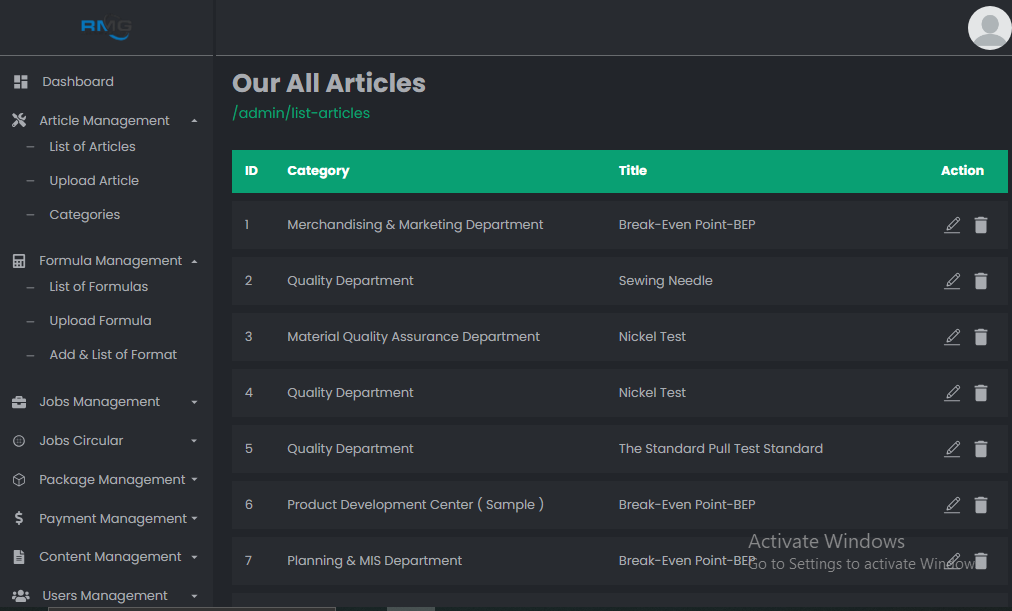 RMG
Dashboard
Article Management
List of Articles
Upload Article
Categories
Formula Management
List of Formulas
Upload Formula
Add & List of Format
Jobs Management
Jobs Circular
Package Management
Payment Management
Content Management
Users Management
Our All Articles
/admin/list-articles
ID Category Title Action
1 Merchandising & Marketing Department Break-Even Point-BEP
2 Quality Department Sewing Needle
3 Material Quality Assurance Department Nickel Test
4 Quality Department Nickel Test
5 Quality Department The Standard Pull Test Standard
6 Product Development Center ( Sample ) Break-Even Point-BEP
7 Planning & MIS Department Break-Even Point-BEP
Activate Windows
Go to Settings to activate Windows